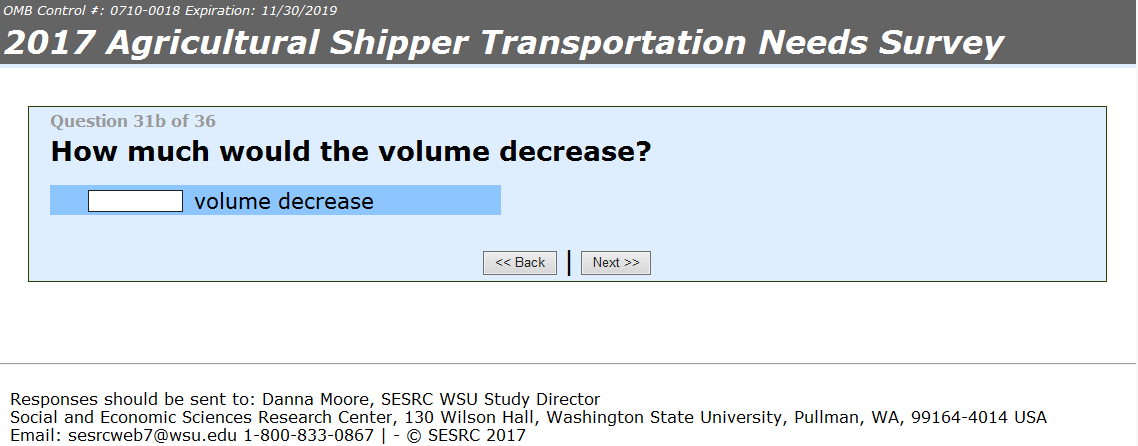 OMB Control #: 0710-0018 Expiration: 11/30/2019
2017 Agricultural Shipper Transportation Needs Survey
Question 31b of 36
How much would the volume decrease?
volume decrease
<< Back | Next >>
Responses should be sent to: Danna Moore, SESRC WSU Study Director
Social and Economic Sciences Research Center, 130 Wilson Hall, Washington State University, Pullman, WA, 99164-4014 USA
Email: sesrcweb7@wsu.edu 1-800-833-0867 | - © SESRC 2017